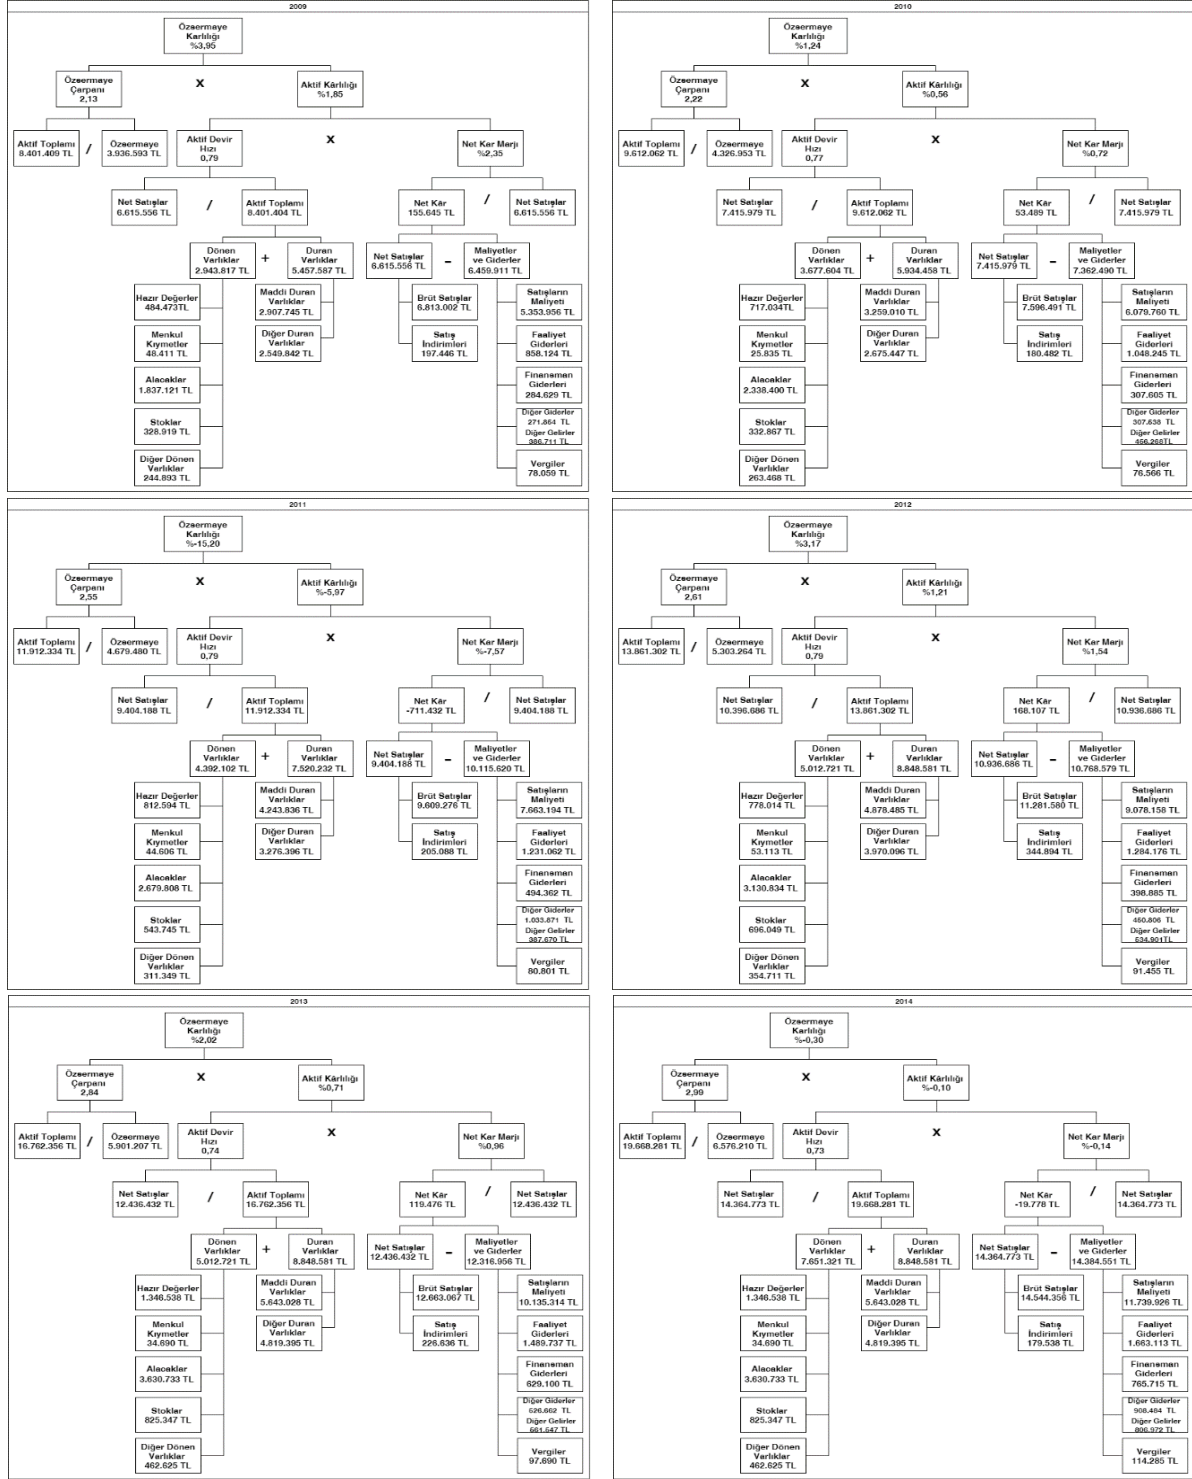 2009
Özsermaye
Karlılığı
%3,95
Özsermaye
Çarpanı
2,13
X
Aktif Kârlılığı
%1,85
Aktif Toplamı
8.401.409 TL
/
Özsermaye
3.936.593 TL
Aktif Devir
Hızı
0,79
X
Net Kar Marjı
%2,35
Net Satışlar
6.615.556 TL
/
Aktif Toplamı
8.401.404 TL
Net Kâr
155.645 TL
/
Net Satışlar
6.615.556 TL
Dönen
Varlıklar
2.943.817 TL
+
Duran
Varlıklar
5.457.587 TL
Net Satışlar
6.615.556 TL
-
Maliyetler
ve Giderler
6.459.911 TL
Hazır Değerler
484.473TL
Maddi Duran
Varlıklar
2.907.745 TL
Brüt Satışlar
6.813.002 TL
Satışların
Maliyeti
5.353.956 TL
Menkul
Kıymetler
48.411 TL
Diğer Duran
Varlıklar
2.549.842 TL
Satış
İndirimleri
197.446 TL
Faaliyet
Giderleri
858.124 TL
Alacaklar
1.837.121 TL
Finansman
Giderleri
284.629 TL
Stoklar
328.919 TL
Diğer Giderler
271.864 TL
Diğer Gelirler
386.711 TL
Diğer Dönen
Varlıklar
244.893 TL
Vergiler
78.059 TL
2010
Özsermaye
Karlılığı
%1,24
Özsermaye
Çarpanı
2,22
X
Aktif Kârlılığı
%0,56
Aktif Toplamı
9.612.062 TL
/
Özsermaye
4.326.953 TL
Aktif Devir
Hızı
0,77
X
Net Kar Marjı
%0,72
Net Satışlar
7.415.979 TL
/
Aktif Toplamı
9.612.062 TL
Net Kâr
53.489 TL
/
Net Satışlar
7.415.979 TL
Dönen
Varlıklar
3.677.604 TL
+
Duran
Varlıklar
5.934.458 TL
Net Satışlar
7.415.979 TL
-
Maliyetler
ve Giderler
7.362.490 TL
Hazır Değerler
717.034TL
Maddi Duran
Varlıklar
3.259.010 TL
Brüt Satışlar
7.596.491 TL
Satışların
Maliyeti
6.079.760 TL
Menkul
Kıymetler
25.835 TL
Diğer Duran
Varlıklar
2.675.447 TL
Satış
İndirimleri
180.482 TL
Faaliyet
Giderleri
1.048.245 TL
Alacaklar
2.338.400 TL
Finansman
Giderleri
307.605 TL
Stoklar
332.867 TL
Diğer Giderler
Diğer Gelirler
Diğer Dönen
Varlıklar
263.468 TL
Vergiler
76.566 TL
2011
Özsermaye
Karlılığı
%-15,20
Özsermaye
Çarpanı
2,55
X
Aktif Kârlılığı
%-5,97
Aktif Toplamı
11.912.334 TL
/
Özsermaye
4.679.480 TL
Aktif Devir
Hızı
0,79
X
Net Kar Marjı
%-7,57
Net Satışlar
9.404.188 TL
/
Aktif Toplamı
11.912.334 TL
Net Kâr
-711.432 TL
/
Net Satışlar
9.404.188 TL
Dönen
Varlıklar
4.392.102 TL
+
Duran
Varlıklar
7.520.232 TL
Net Satışlar
9.404.188 TL
-
Maliyetler
ve Giderler
10.115.620 TL
Hazır Değerler
812.594 TL
Maddi Duran
Varlıklar
4.243.836 TL
Brüt Satışlar
9.609.276 TL
Satışların
Maliyeti
7.663.194 TL
Menkul
Kıymetler
44.606 TL
Diğer Duran
Varlıklar
3.276.396 TL
Satış
İndirimleri
205.088 TL
Faaliyet
Giderleri
1.231.062 TL
Alacaklar
2.679.808 TL
Finansman
Giderleri
494.362 TL
Stoklar
543.745 TL
Diğer Giderler
1.033.871 TL
Diğer Gelirler
387.670 TL
Diğer Dönen
Varlıklar
311.349 TL
Vergiler
80.801 TL
2012
Özsermaye
Karlılığı
%3,17
Özsermaye
Çarpanı
2,61
X
Aktif Kârlılığı
%1,21
Aktif Toplamı
13.861.302 TL
/
Özsermaye
5.303.264 TL
Aktif Devir
Hızı
0,79
X
Net Kar Marjı
%1,54
Net Satışlar
10.396.686 TL
/
Aktif Toplamı
13.861.302 TL
Net Kâr
168.107 TL
/
Net Satışlar
10.936.686 TL
Dönen
Varlıklar
5.012.721 TL
+
Duran
Varlıklar
8.848.581 TL
Net Satışlar
10.936.686 TL
-
Maliyetler
ve Giderler
10.768.579 TL
Hazır Değerler
778.014 TL
Maddi Duran
Varlıklar
4.878.485 TL
Brüt Satışlar
11.281.580 TL
Satışların
Maliyeti
9.078.158 TL
Menkul
Kıymetler
53.113 TL
Diğer Duran
Varlıklar
3.970.096 TL
Satış
İndirimleri
344.894 TL
Faaliyet
Giderleri
1.284.176 TL
Alacaklar
3.130.834 TL
Finansman
Giderleri
398.885 TL
Stoklar
696.049 TL
Diğer Giderler
Diğer Gelirler
Diğer Dönen
Varlıklar
354.711 TL
Vergiler
91.455 TL
2013
Özsermaye
Karlılığı
%2,02
Özsermaye
Çarpanı
2,84
X
Aktif Kârlılığı
%0,71
Aktif Toplamı
16.762.356 TL
/
Özsermaye
5.901.207 TL
Aktif Devir
Hızı
0,74
X
Net Kar Marjı
%0,96
Net Satışlar
12.436.432 TL
/
Aktif Toplamı
16.762.356 TL
Net Kâr
119.476 TL
/
Net Satışlar
12.436.432 TL
Dönen
Varlıklar
5.012.721 TL
+
Duran
Varlıklar
8.848.581 TL
Net Satışlar
12.436.432 TL
-
Maliyetler
ve Giderler
12.316.956 TL
Hazır Değerler
1.346.538 TL
Maddi Duran
Varlıklar
5.643.028 TL
Brüt Satışlar
12.663.067 TL
Satışların
Maliyeti
10.135.314 TL
Menkul
Kıymetler
34.690 TL
Diğer Duran
Varlıklar
4.819.395 TL
Satış
İndirimleri
226.636 TL
Faaliyet
Giderleri
1.489.737 TL
Alacaklar
3.630.733 TL
Finansman
Giderleri
629.100 TL
Stoklar
825.347 TL
Diğer Giderler
Diğer Gelirler
Diğer Dönen
Varlıklar
462.625 TL
Vergiler
97.690 TL
2014
Özsermaye
Karlılığı
%-0,30
Özsermaye
Çarpanı
2,99
X
Aktif Kârlılığı
%-0,10
Aktif Toplamı
19.668.281 TL
/
Özsermaye
6.576.210 TL
Aktif Devir
Hızı
0,73
X
Net Kar Marjı
%-0,14
Net Satışlar
14.364.773 TL
/
Aktif Toplamı
19.668.281 TL
Net Kâr
-19.778 TL
/
Net Satışlar
14.364.773 TL
Dönen
Varlıklar
7.651.321 TL
+
Duran
Varlıklar
8.848.581 TL
Net Satışlar
14.364.773 TL
-
Maliyetler
ve Giderler
14.384.551 TL
Hazır Değerler
1.346.538 TL
Maddi Duran
Varlıklar
5.643.028 TL
Brüt Satışlar
14.544.356 TL
Satışların
Maliyeti
11.739.926 TL
Menkul
Kıymetler
34.690 TL
Diğer Duran
Varlıklar
4.819.395 TL
Satış
İndirimleri
179.538 TL
Faaliyet
Giderleri
1.663.113 TL
Alacaklar
3.630.733 TL
Finansman
Giderleri
765.715 TL
Stoklar
825.347 TL
Diğer Giderler
908.484 TL
Diğer Gelirler
806.972 TL
Diğer Dönen
Varlıklar
462.625 TL
Vergiler
114.285 TL